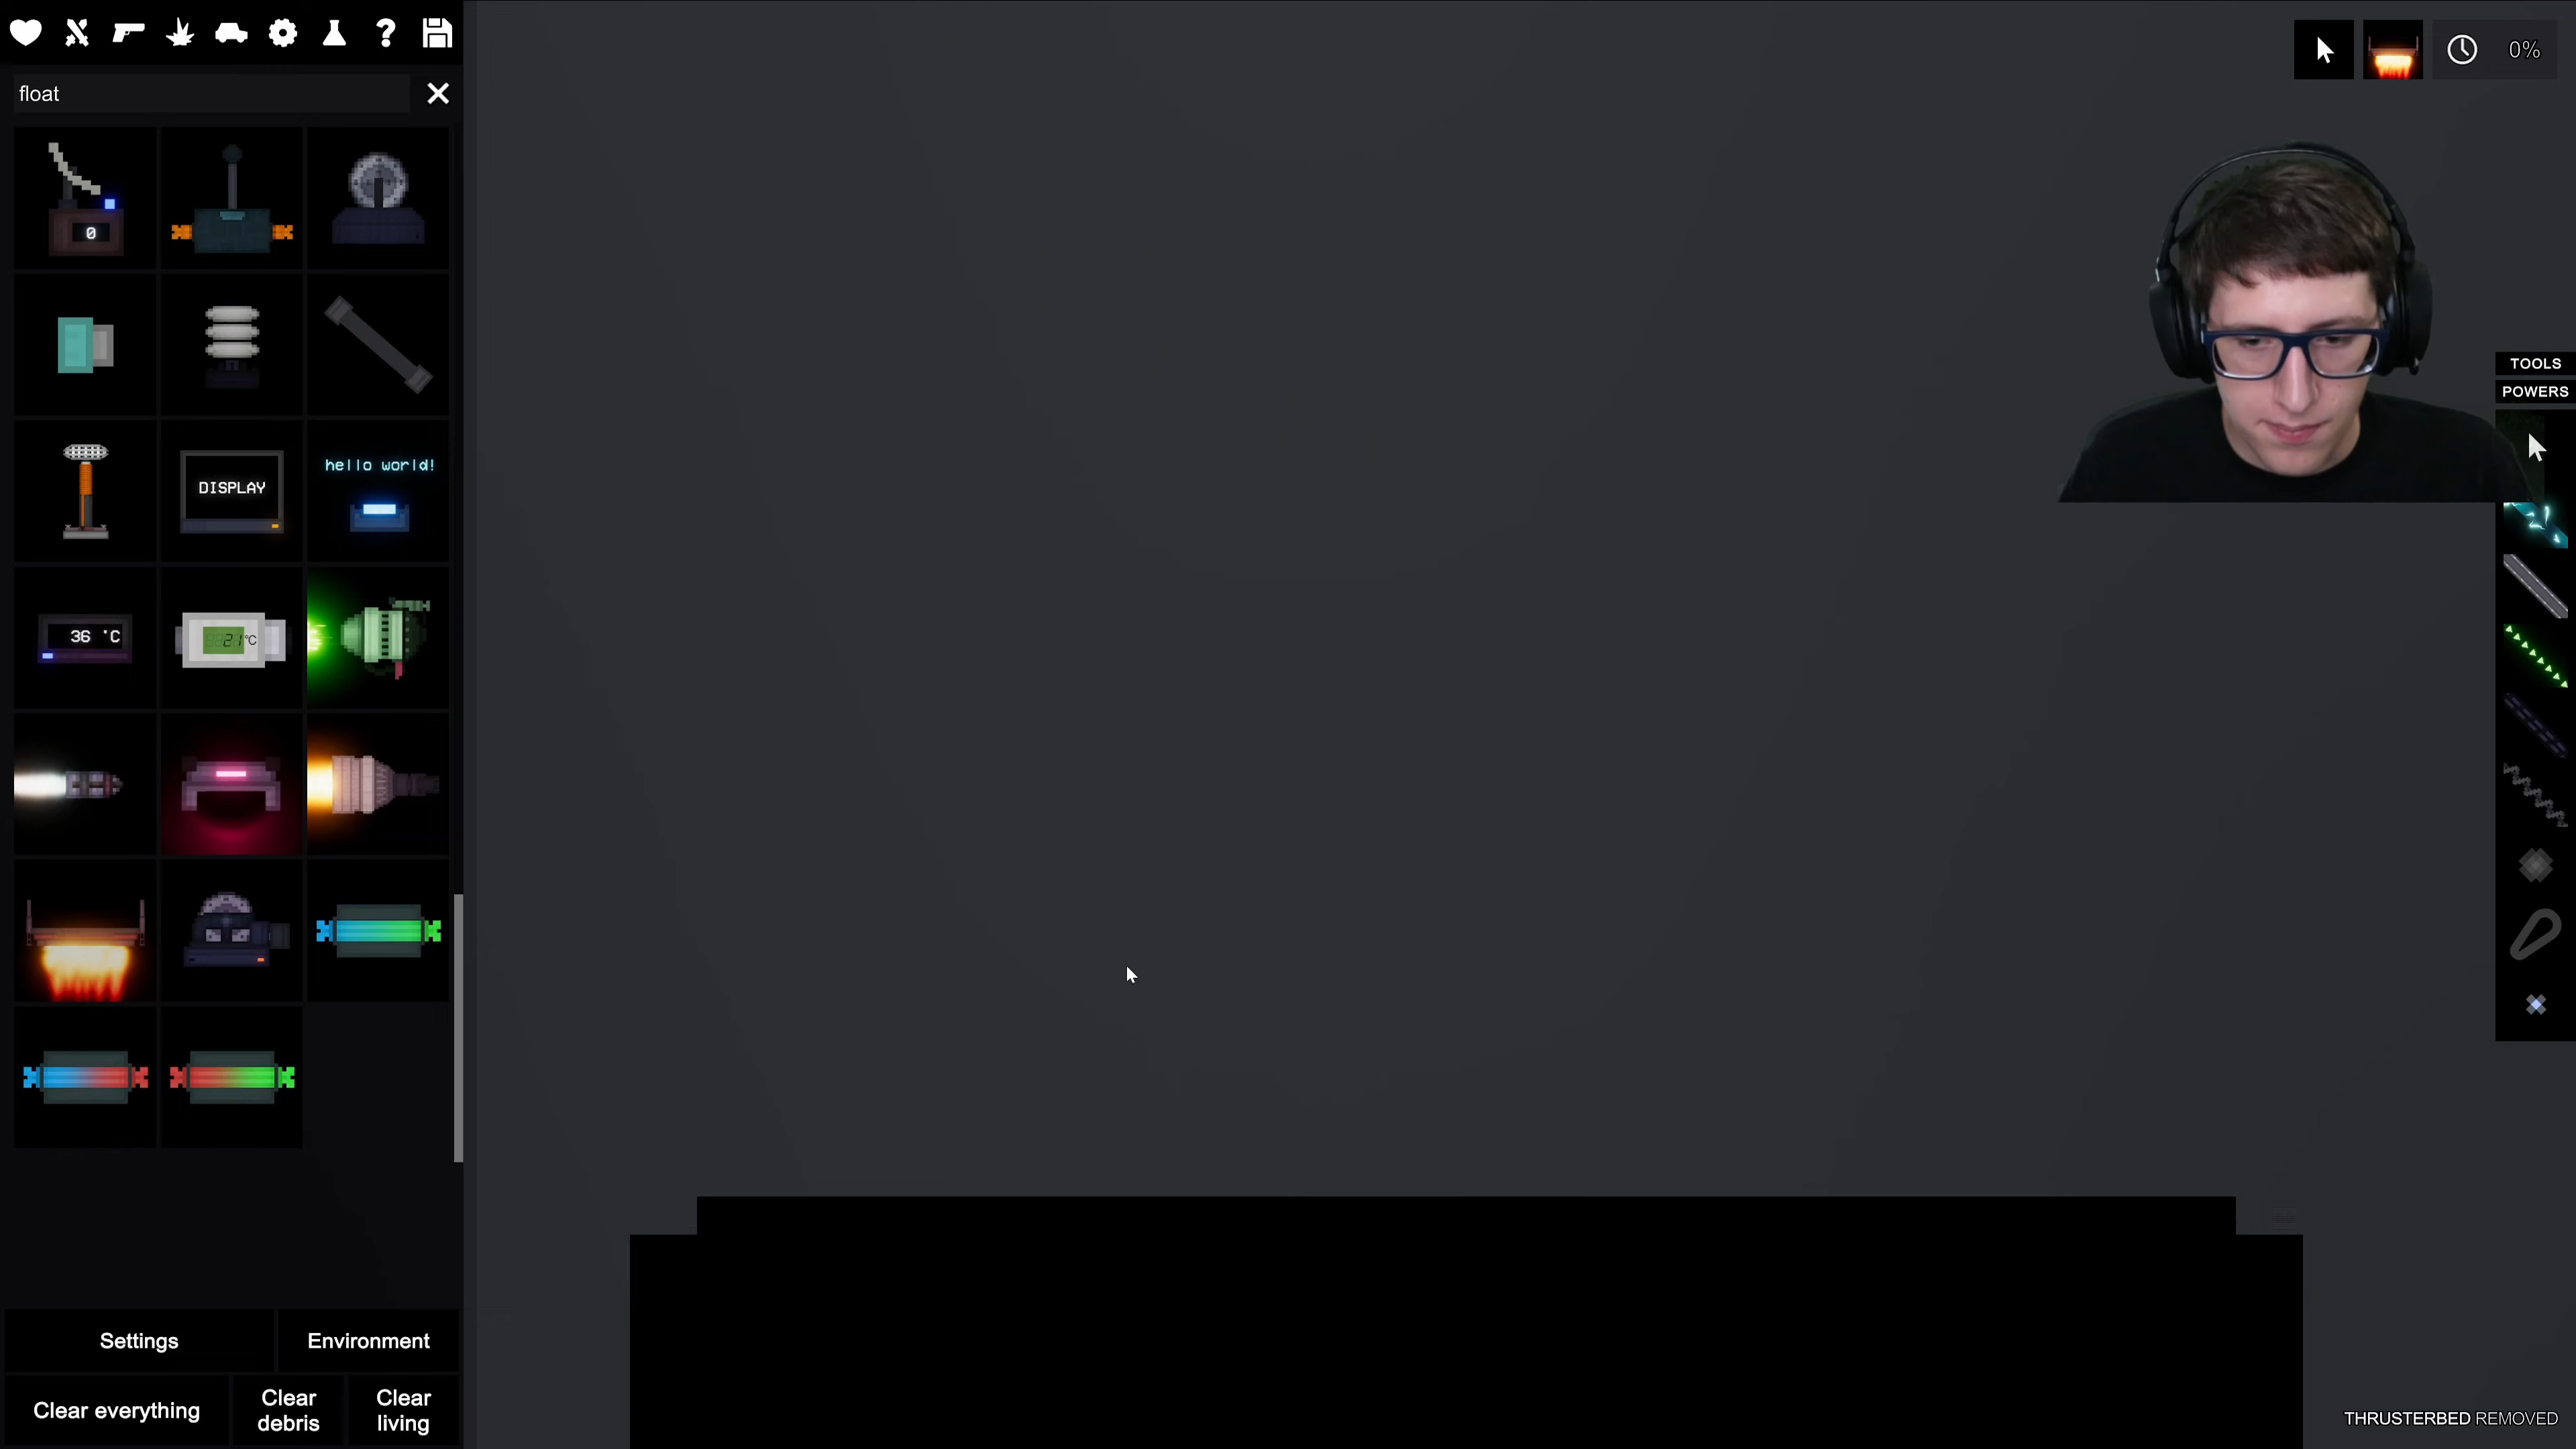 0%
float
0
TOOLS
POWERS
DISPLAY
hello world!
36 °C
21°C
Settings
Environment
Clear everything
Clear
debris
Clear
living
THRUSTERBED REMOVED